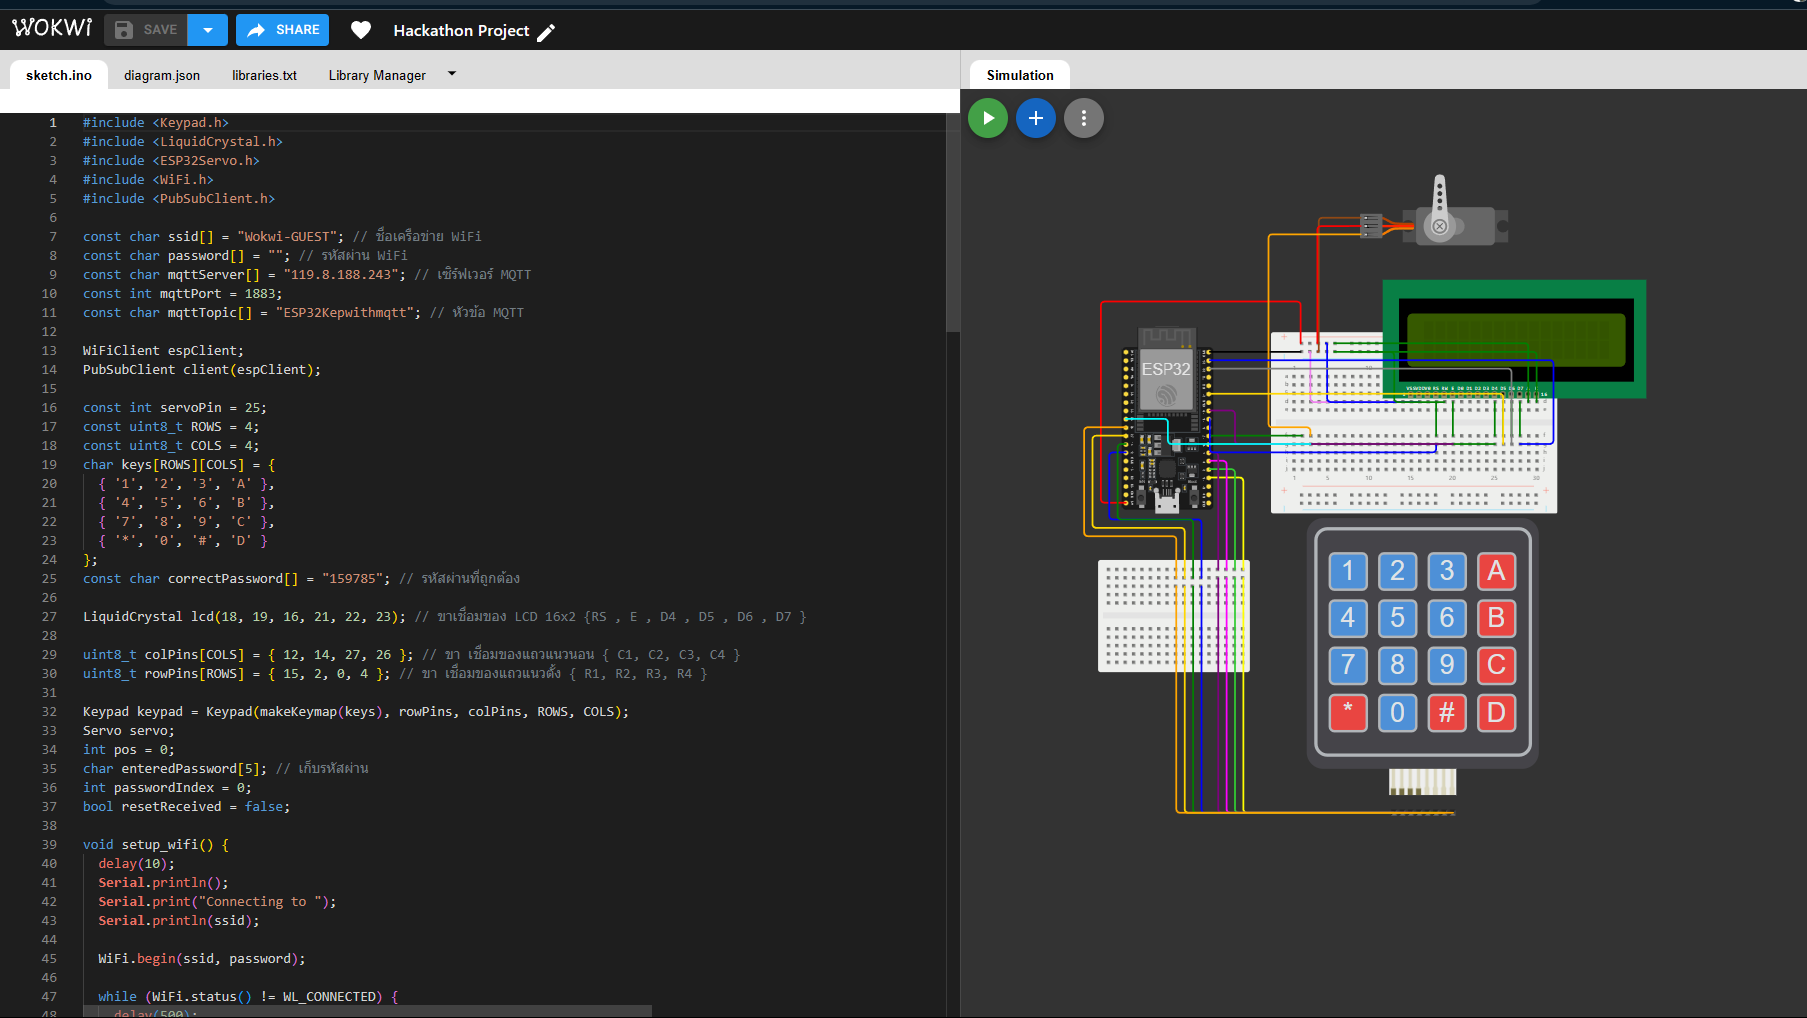 WOKWI
SAVE
SHARE
Hackathon Project
sketch.ino
diagram.json
libraries.txt
Library Manager
Simulation
1 #include <Keypad.h>
2 #include <LiquidCrystal.h>
3 #include <ESP32Servo.h>
4 #include <WiFi.h>
5 #include <PubSubClient.h>
6
7 const char ssid[] = "Wokwi-GUEST"; // ชื่อเครือข่าย WiFi
8 const char password[] = ""; // รหัสผ่าน WiFi
9 const char mqttServer[] = "119.8.188.243"; // เซิร์ฟเวอร์ MQTT
10 const int mqttPort = 1883;
11 const char mqttTopic[] = "ESP32Kepwithmqtt"; // หัวข้อ MQTT
12
13 WiFiClient espClient;
14 PubSubClient client(espClient);
15
16 const int servoPin = 25;
17 const uint8_t ROWS = 4;
18 const uint8_t COLS = 4;
19 char keys[ROWS][COLS] = {
20 { '1', '2', '3', 'A' },
21 { '4', '5', '6', 'B' },
22 { '7', '8', '9', 'C' },
23 { '*', '0', '#', 'D' }
24 };
25 const char correctPassword[] = "159785"; // รหัสผ่านที่ถูกต้อง
26
27 LiquidCrystal lcd(18, 19, 16, 21, 22, 23); // ขาเชื่อมของ LCD 16x2 {RS , E , D4 , D5 , D6 , D7 }
28
29 uint8_t colPins[COLS] = { 12, 14, 27, 26 }; // ขา เชื่อมของแถวแนวนอน { C1, C2, C3, C4 }
30 uint8_t rowPins[ROWS] = { 15, 2, 0, 4 }; // ขา เชื่อมของแถวแนวตั้ง { R1, R2, R3, R4 }
31
32 Keypad keypad = Keypad(makeKeymap(keys), rowPins, colPins, ROWS, COLS);
33 Servo servo;
34 int pos = 0;
35 char enteredPassword[5]; // เก็บรหัสผ่าน
36 int passwordIndex = 0;
37 bool resetReceived = false;
38
39 void setup_wifi() {
40 delay(10);
41 Serial.println();
42 Serial.print("Connecting to ");
43 Serial.println(ssid);
44
45 WiFi.begin(ssid, password);
46
47 while (WiFi.status() != WL_CONNECTED) {
48 delay(500);
ESP32
1 5 10 15 20 25 30
1 2 3 A
4 5 6 B
7 8 9 C
* 0 # D